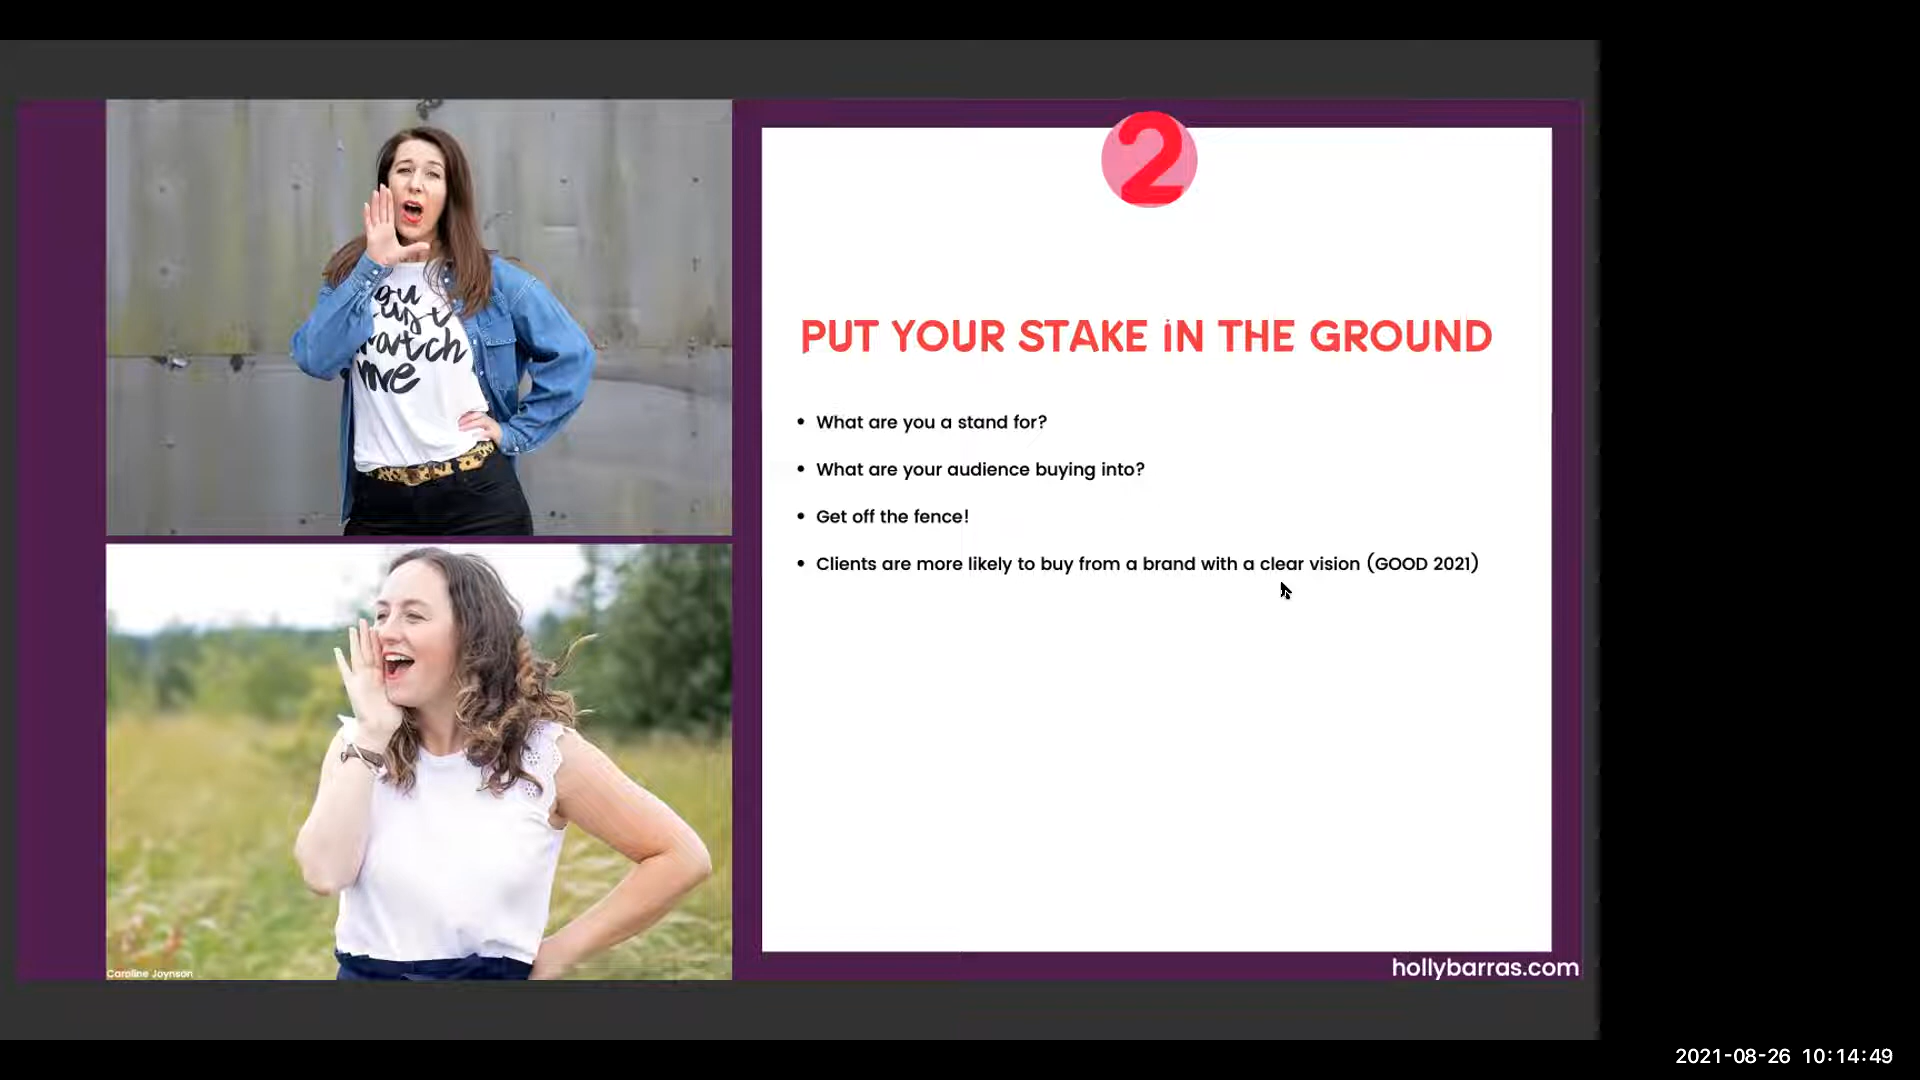 2
PUT YOUR STAKE IN THE GROUND
• What are you a stand for?
• What are your audience buying into?
• Get off the fence!
• Clients are more likely to buy from a brand with a clear vision (GOOD 2021)
watch
me
Caroline Joynson
hollybarras.com
2021-08-26 10:14:49